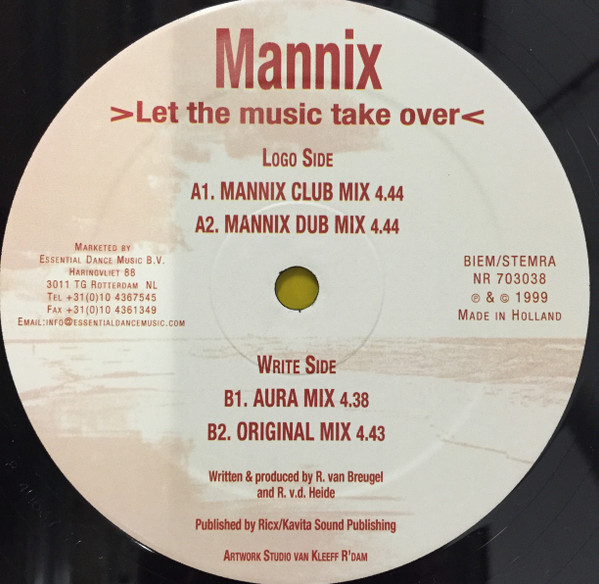 Mannix
>Let the music take over<
LOGO SIDE
A1. MANNIX CLUB MIX 4.44
A2. MANNIX DUB MIX 4.44
MARKETED BY
ESSENTIAL DANCE MUSIC B.V.
HARINGVLIET 88
3011 TG ROTTERDAM NL
TEL +31(0)10 4367545
FAX +31(0)10 4361349
EMAIL:INFO@ESSENTIALDANCEMUSIC.COM
BIEM/STEMRA
NR 703038
℗ & © 1999
MADE IN HOLLAND
WRITE SIDE
B1. AURA MIX 4.38
B2. ORIGINAL MIX 4.43
Written & produced by R. van Breugel
and R. v.d. Heide
Published by Ricx/Kavita Sound Publishing
ARTWORK STUDIO VAN KLEEFF R'DAM